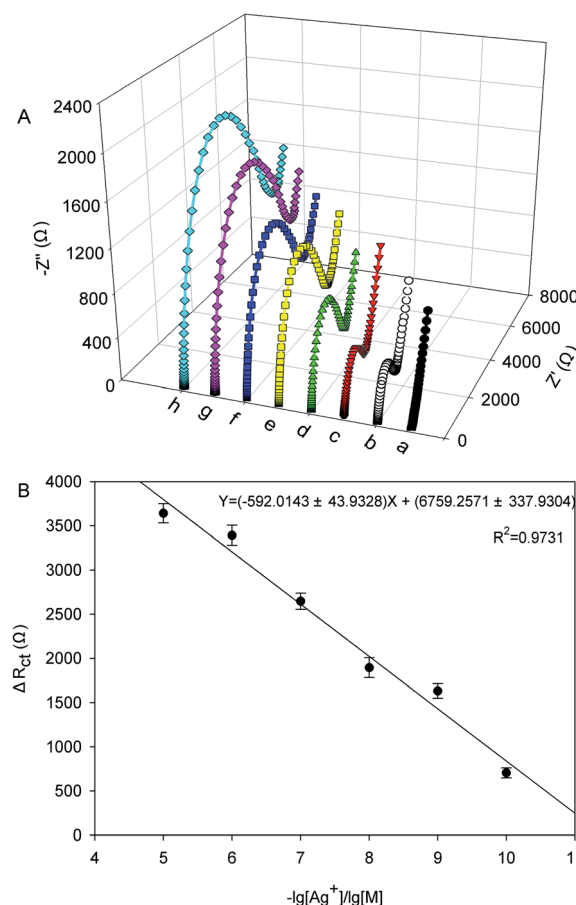 A
2400
2000
1600
1200
800
400
0
-Z" (Ω)
h g f e d c b a
8000
6000
4000
2000
0
Z' (Ω)
B
Y=(-592.0143 ± 43.9328)X + (6759.2571 ± 337.9304)
R²=0.9731
4000
3500
3000
2500
2000
1500
1000
500
0
Δ Rct (Ω)
4 5 6 7 8 9 10 1
-lg[Ag⁺]/lg[M]